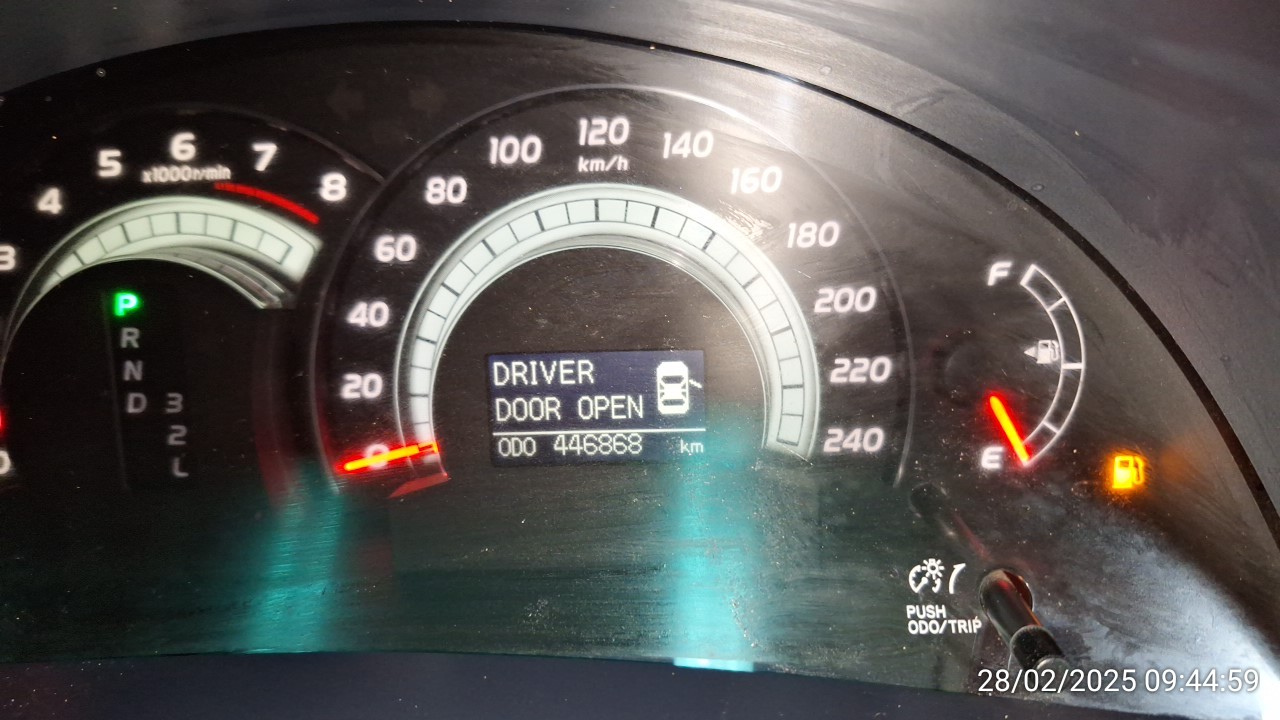 3
4
5
6
7
8
x1000r/min
P
R
N
D 3
2
L
0
20
40
60
80
100
120
140
160
180
200
220
240
km/h
DRIVER
DOOR OPEN
ODO 446868 km
F
E
PUSH
ODO/TRIP
28/02/2025 09:44:59